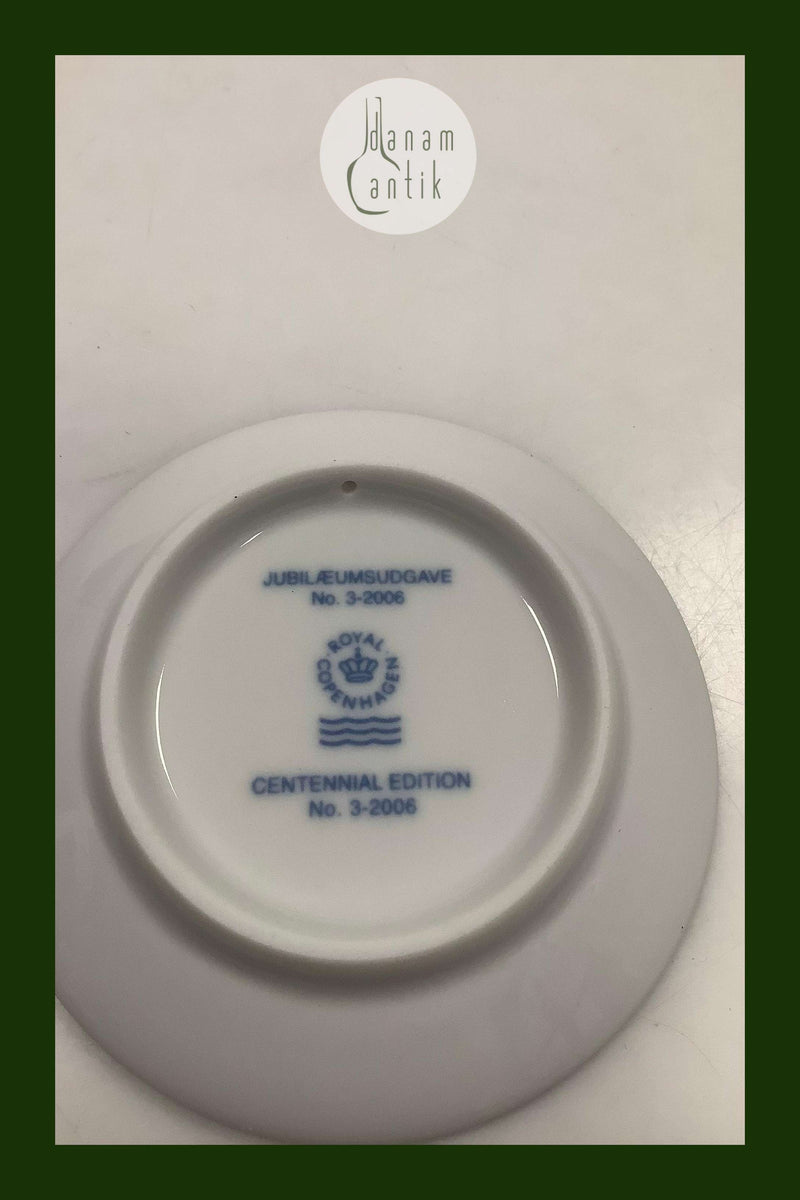 danam
antik
JUBILÆUMSUDGAVE
No. 3-2006
ROYAL
COPENHAGEN
CENTENNIAL EDITION
No. 3-2006